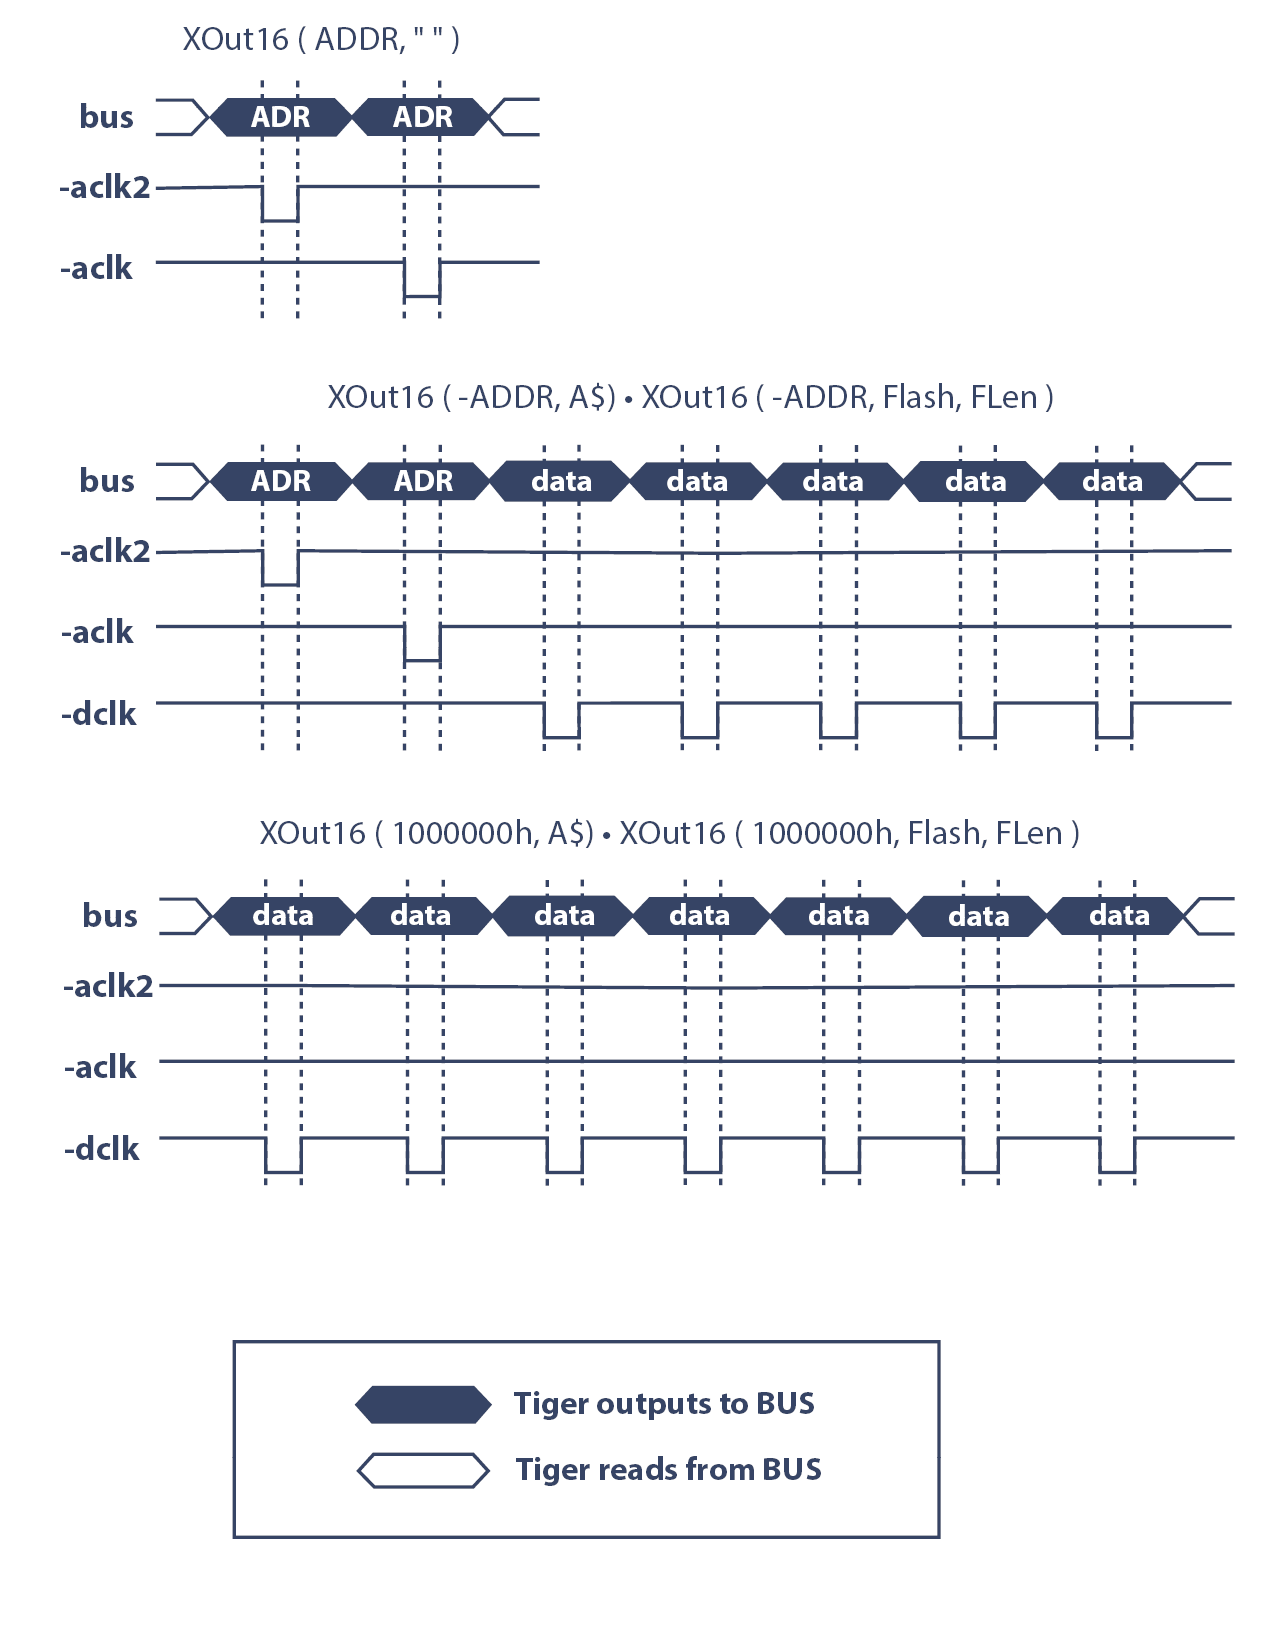 XOut16 ( ADDR, " " )
bus ADR ADR
-aclk2
-aclk
XOut16 ( -ADDR, A$) • XOut16 ( -ADDR, Flash, FLen )
bus ADR ADR data data data data data
-aclk2
-aclk
-dclk
XOut16 ( 1000000h, A$) • XOut16 ( 1000000h, Flash, FLen )
bus data data data data data data data
-aclk2
-aclk
-dclk
Tiger outputs to BUS
Tiger reads from BUS